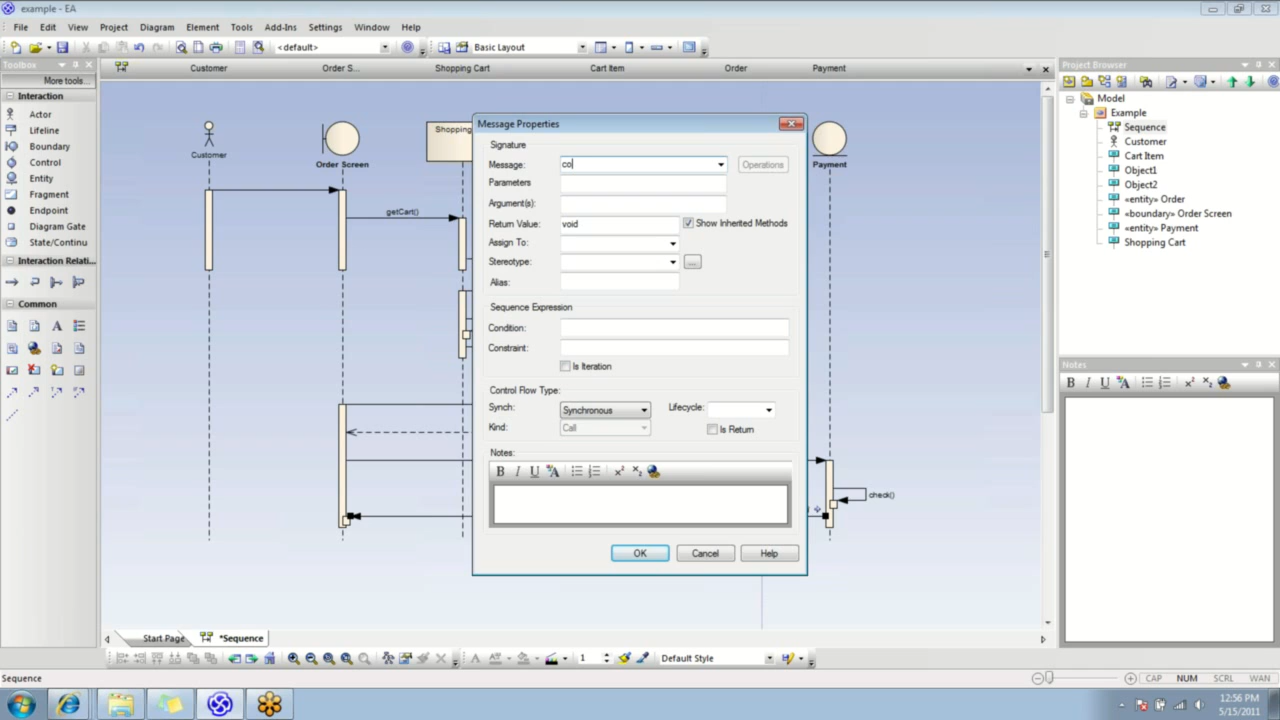 example - EA
File Edit View Project Diagram Element Tools Add-Ins Settings Window Help
<default> Basic Layout
Toolbox
More tools...
Interaction
Actor
Lifeline
Boundary
Control
Entity
Fragment
Endpoint
Diagram Gate
State/Continu
Interaction Relati...
Common
Customer Order S... Shopping Cart Cart Item Order Payment
Customer
Order Screen
Shopping
Payment
getCart()
check()
Message Properties
Signature
Message: co Operations
Parameters
Argument(s):
Return Value: void Show Inherited Methods
Assign To:
Stereotype: ...
Alias:
Sequence Expression
Condition:
Constraint:
Is Iteration
Control Flow Type:
Synch: Synchronous Lifecycle:
Kind: Call Is Return
Notes:
B I U A x² x₂
OK Cancel Help
Project Browser
Model
Example
Sequence
Customer
Cart Item
Object1
Object2
«entity» Order
«boundary» Order Screen
«entity» Payment
Shopping Cart
Notes
B I U A x² x₂
Start Page *Sequence
A 1 Default Style
Sequence CAP NUM SCRL WAN
12:56 PM
5/15/2011